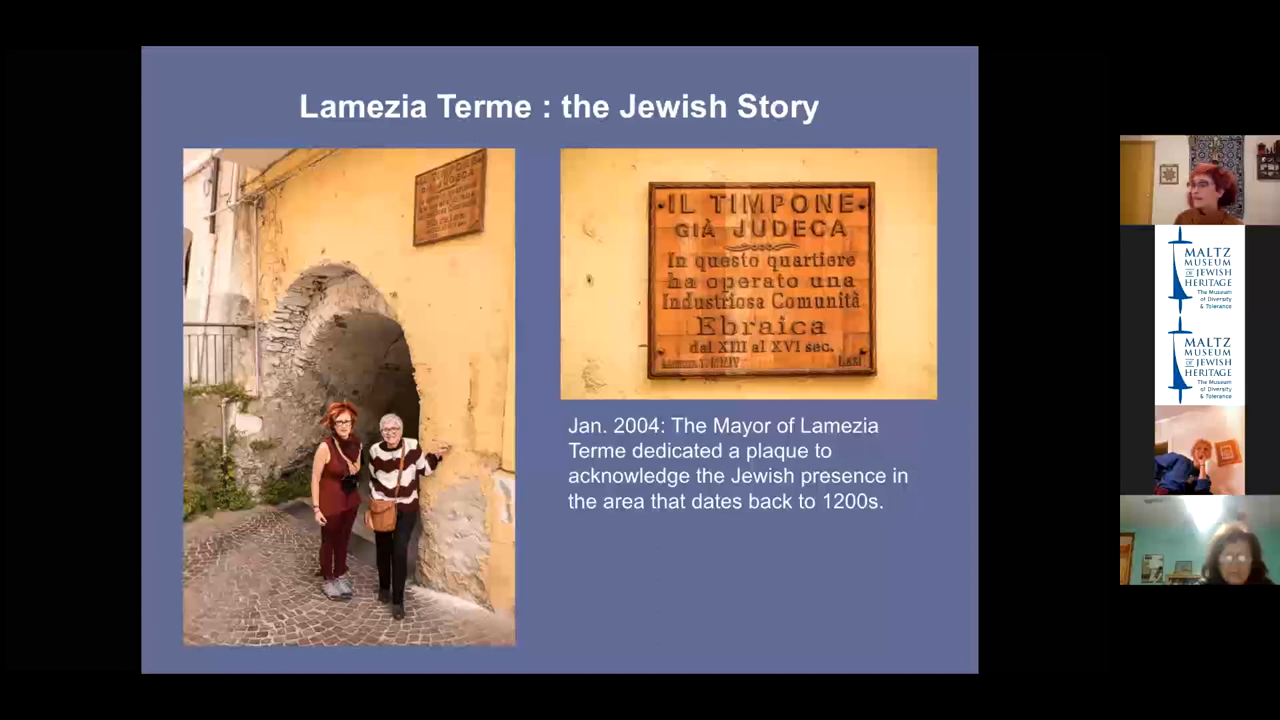 Lamezia Terme : the Jewish Story
IL TIMPONE
GIÀ JUDECA
In questo quartiere
ha operato una
Industriosa Comunità
Ebraica
dal XIII al XVI sec.
Jan. 2004: The Mayor of Lamezia
Terme dedicated a plaque to
acknowledge the Jewish presence in
the area that dates back to 1200s.
MALTZ
MUSEUM
OF JEWISH
HERITAGE
The Museum
of Diversity
& Tolerance
MALTZ
MUSEUM
OF JEWISH
HERITAGE
The Museum
of Diversity
& Tolerance